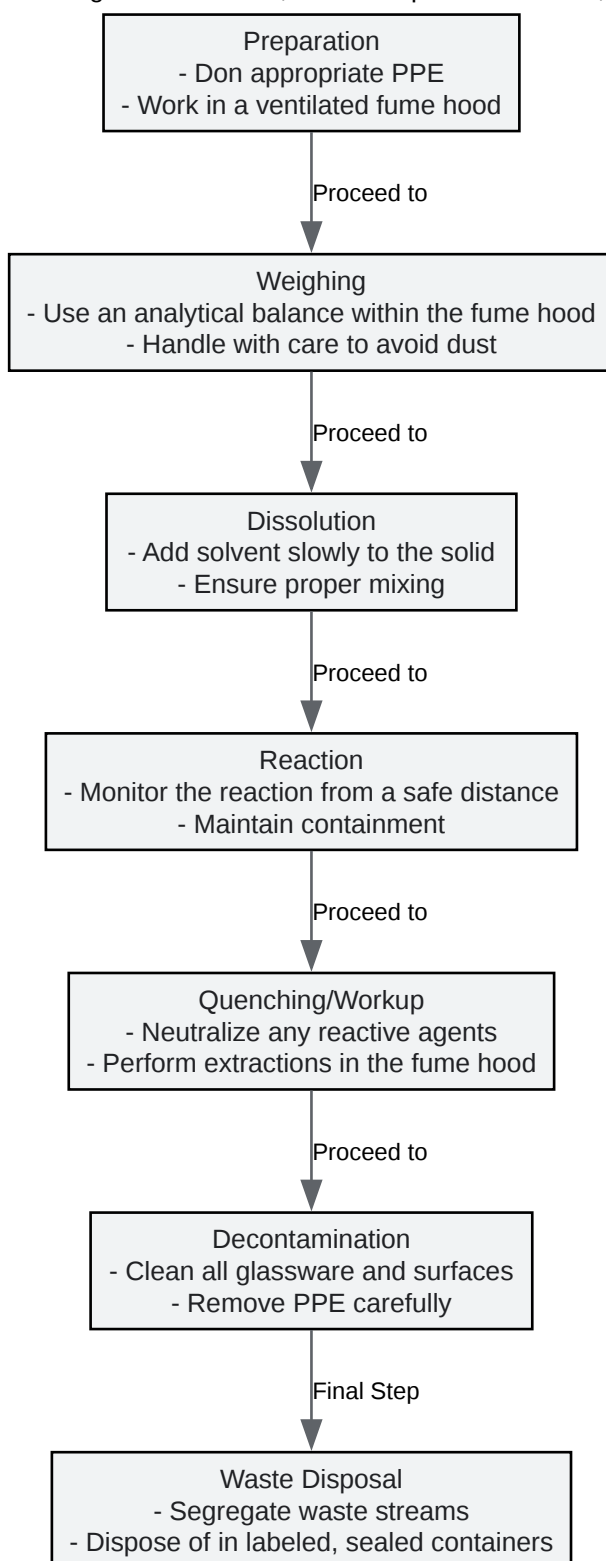 Preparation
- Don appropriate PPE
- Work in a ventilated fume hood
Proceed to
Weighing
- Use an analytical balance within the fume hood
- Handle with care to avoid dust
Proceed to
Dissolution
- Add solvent slowly to the solid
- Ensure proper mixing
Proceed to
Reaction
- Monitor the reaction from a safe distance
- Maintain containment
Proceed to
Quenching/Workup
- Neutralize any reactive agents
- Perform extractions in the fume hood
Proceed to
Decontamination
- Clean all glassware and surfaces
- Remove PPE carefully
Final Step
Waste Disposal
- Segregate waste streams
- Dispose of in labeled, sealed containers